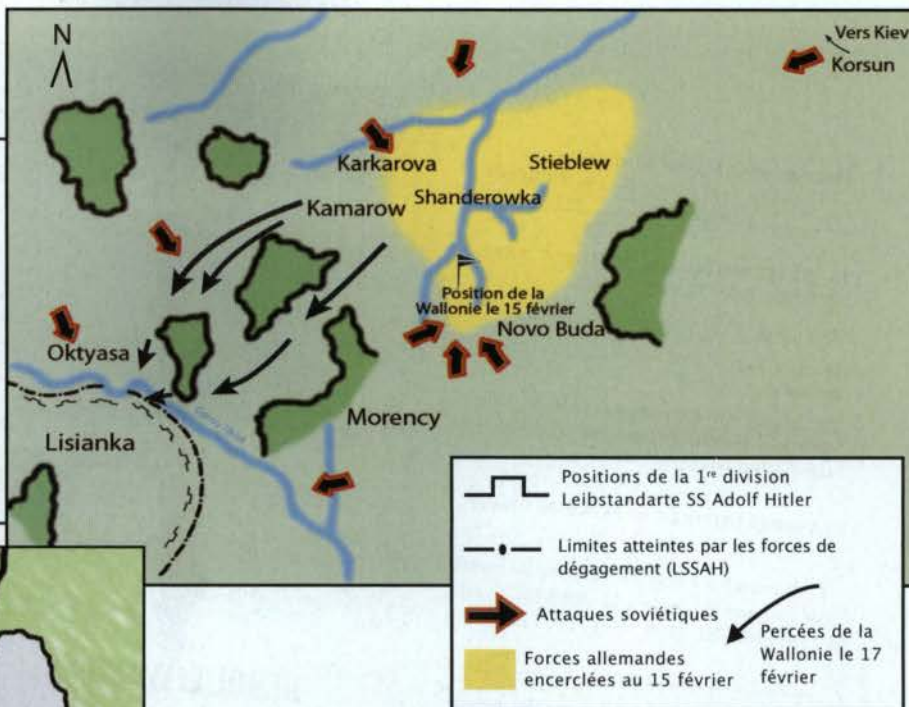 N
Vers Kiev
Korsun
Karkarova
Stieblew
Shanderowka
Kamarow
Position de la
Wallonie le 15 février
Novo Buda
Oktyasa
Morency
Lisianka
Positions de la 1re division
Leibstandarte SS Adolf Hitler
Limites atteintes par les forces de
dégagement (LSSAH)
Attaques soviétiques
Forces allemandes
encerclées au 15 février
Percées de la
Wallonie le 17
février